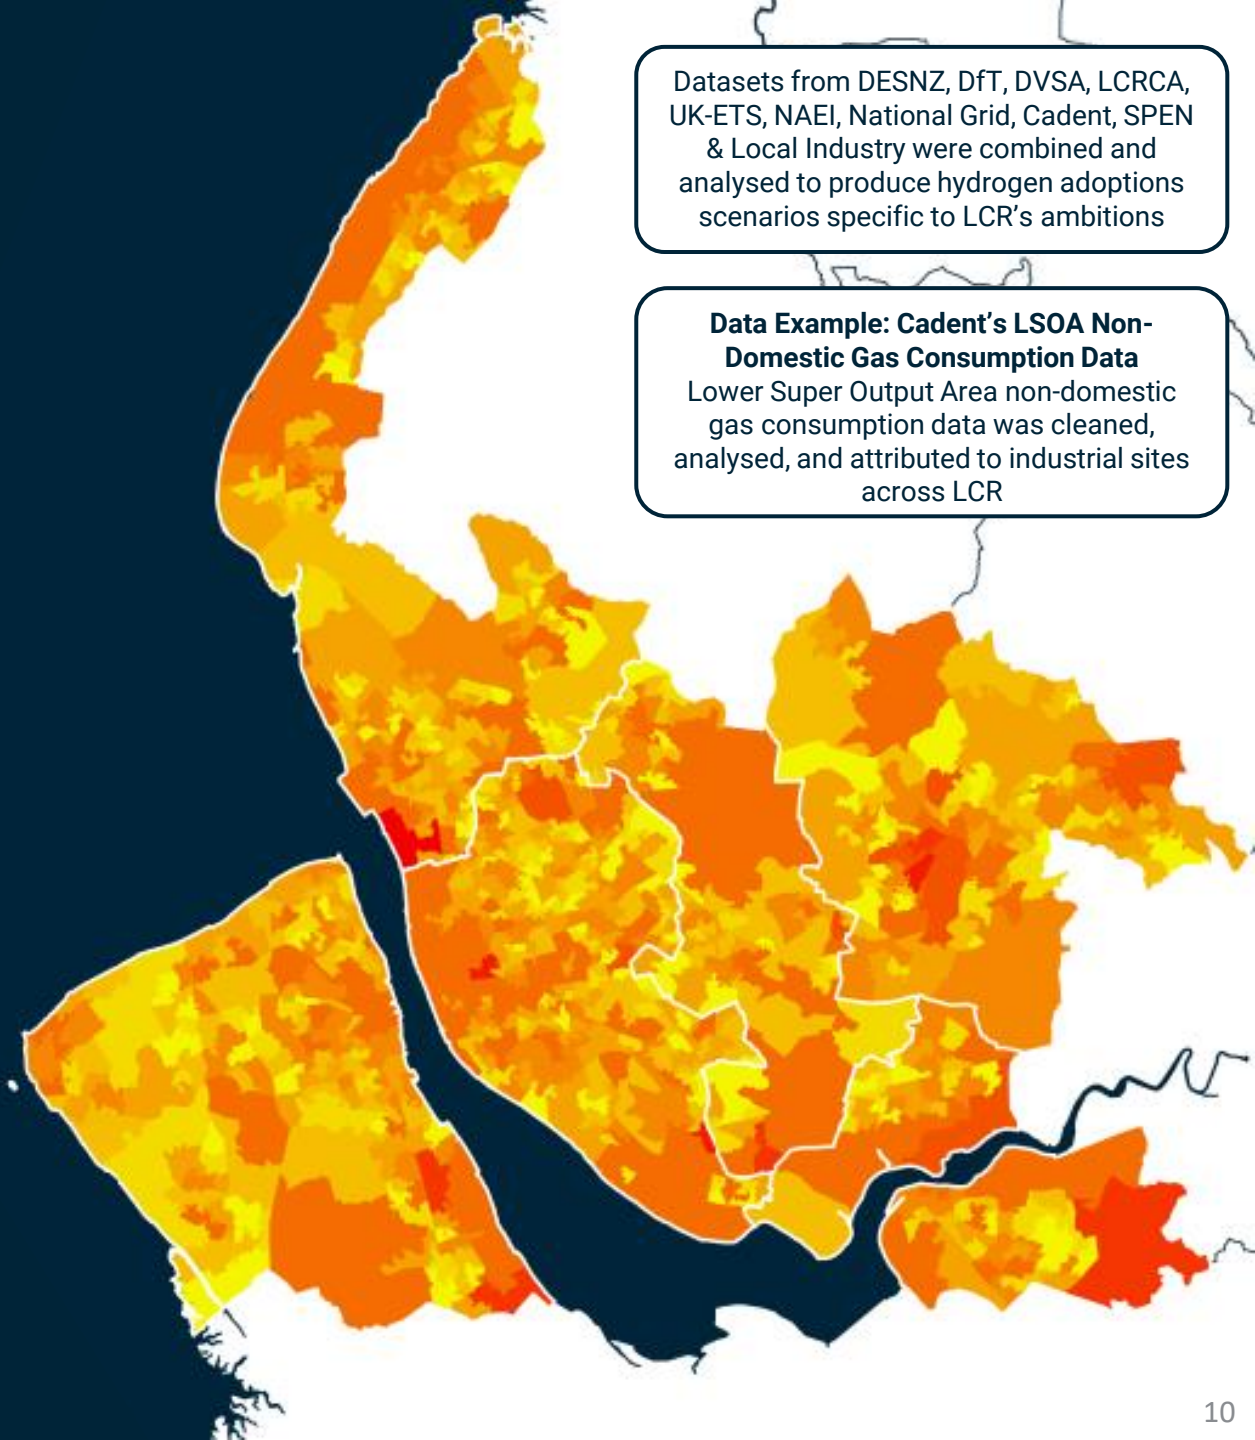 Datasets from DESNZ, DfT, DVSA, LCRCA,
UK-ETS, NAEI, National Grid, Cadent, SPEN
& Local Industry were combined and
analysed to produce hydrogen adoptions
scenarios specific to LCR’s ambitions
Data Example: Cadent’s LSOA Non-
Domestic Gas Consumption Data
Lower Super Output Area non-domestic
gas consumption data was cleaned,
analysed, and attributed to industrial sites
across LCR
10